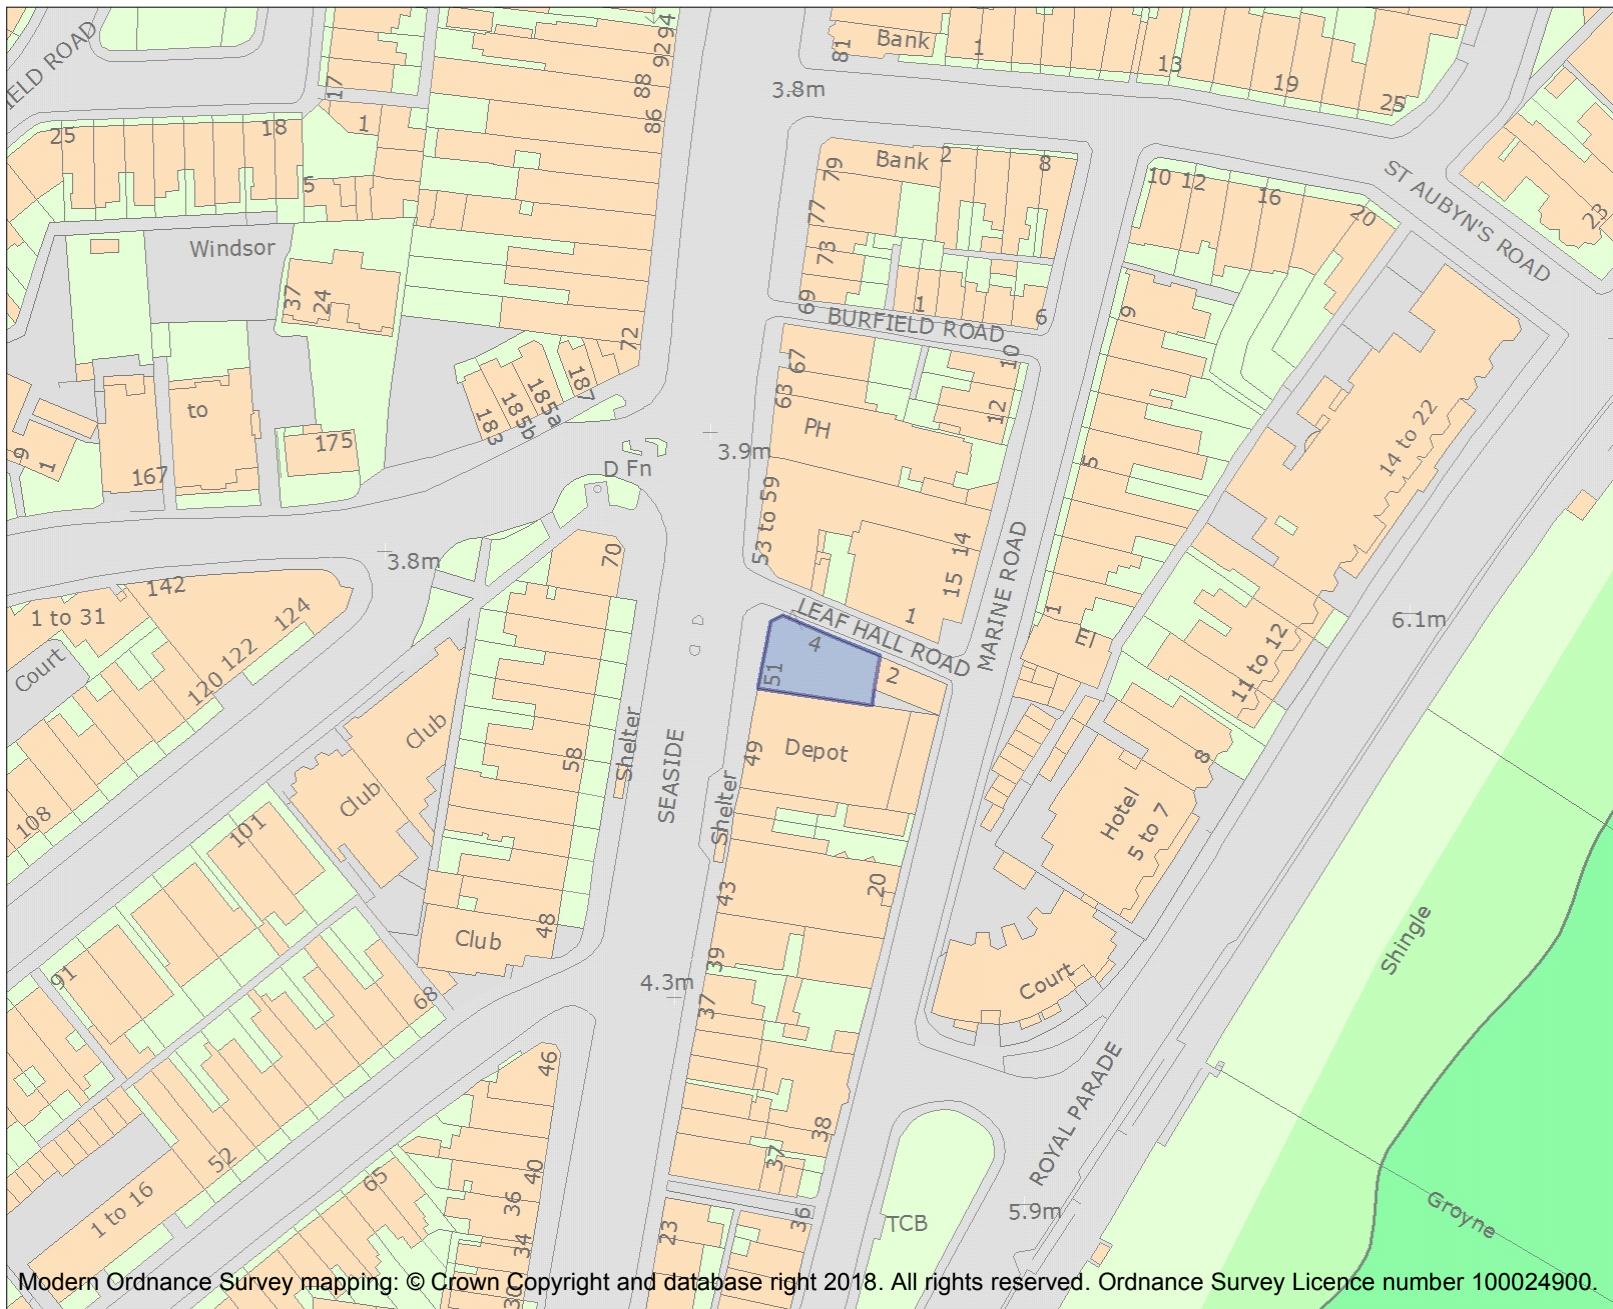 IELD ROAD
17
94
92
88
86
81
Bank
1
13
19
25
3.8m
25
18
1
5
79
Bank
2
8
77
73
69
1
6
BURFIELD ROAD
10 12
16
20
ST AUBYN'S ROAD
23
Windsor
37
24
72
67
63
PH
10
12
9
5
183
185b
185a
187
to
175
167
9
1
D Fn
3.9m
53 to 59
14
15
1
14 to 22
3.8m
70
142
1 to 31
Court
124
122
120
LEAF HALL ROAD
4
51
2
MARINE ROAD
1
El
11 to 12
6.1m
108
Club
Club
101
58
Shelter
SEASIDE
Shelter
49
Depot
Hotel
5 to 7
8
48
Club
43
20
39
Court
Shingle
91
68
4.3m
37
46
52
1 to 16
65
40
36
34
30
38
37
36
23
TCB
ROYAL PARADE
5.9m
Groyne
Modern Ordnance Survey mapping: © Crown Copyright and database right 2018. All rights reserved. Ordnance Survey Licence number 100024900.